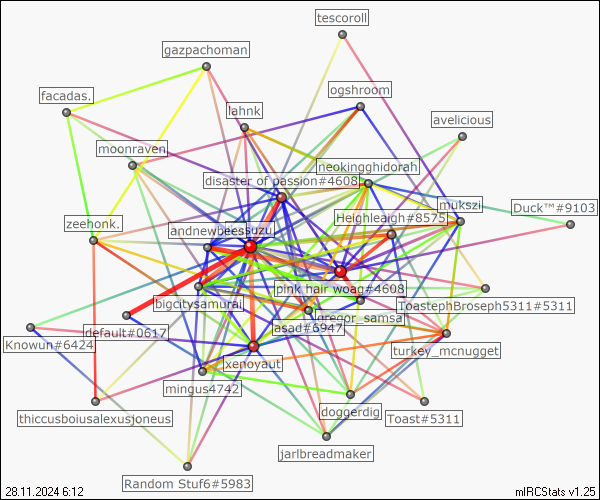 tescoroll
gazpachoman
ogshroom
facadas.
lahnk
avelicious
moonraven
neokingghidorah
disaster of passion#4608
mukszi
Duck™#9103
Heighleaigh#8575
zeehonk.
andnewbeessuzu
pink hair woag#4608
bigcitysamurai
ToastephBroseph5311#5311
gregor_samsa
default#0617
asad#6947
Knowun#6424
turkey_mcnugget
xenoyaut
mingus4742
doggerdig
thiccusboiusalexusjoneus
Toast#5311
jarlbreadmaker
Random Stuf6#5983
28.11.2024 6:12
mIRCStats v1.25